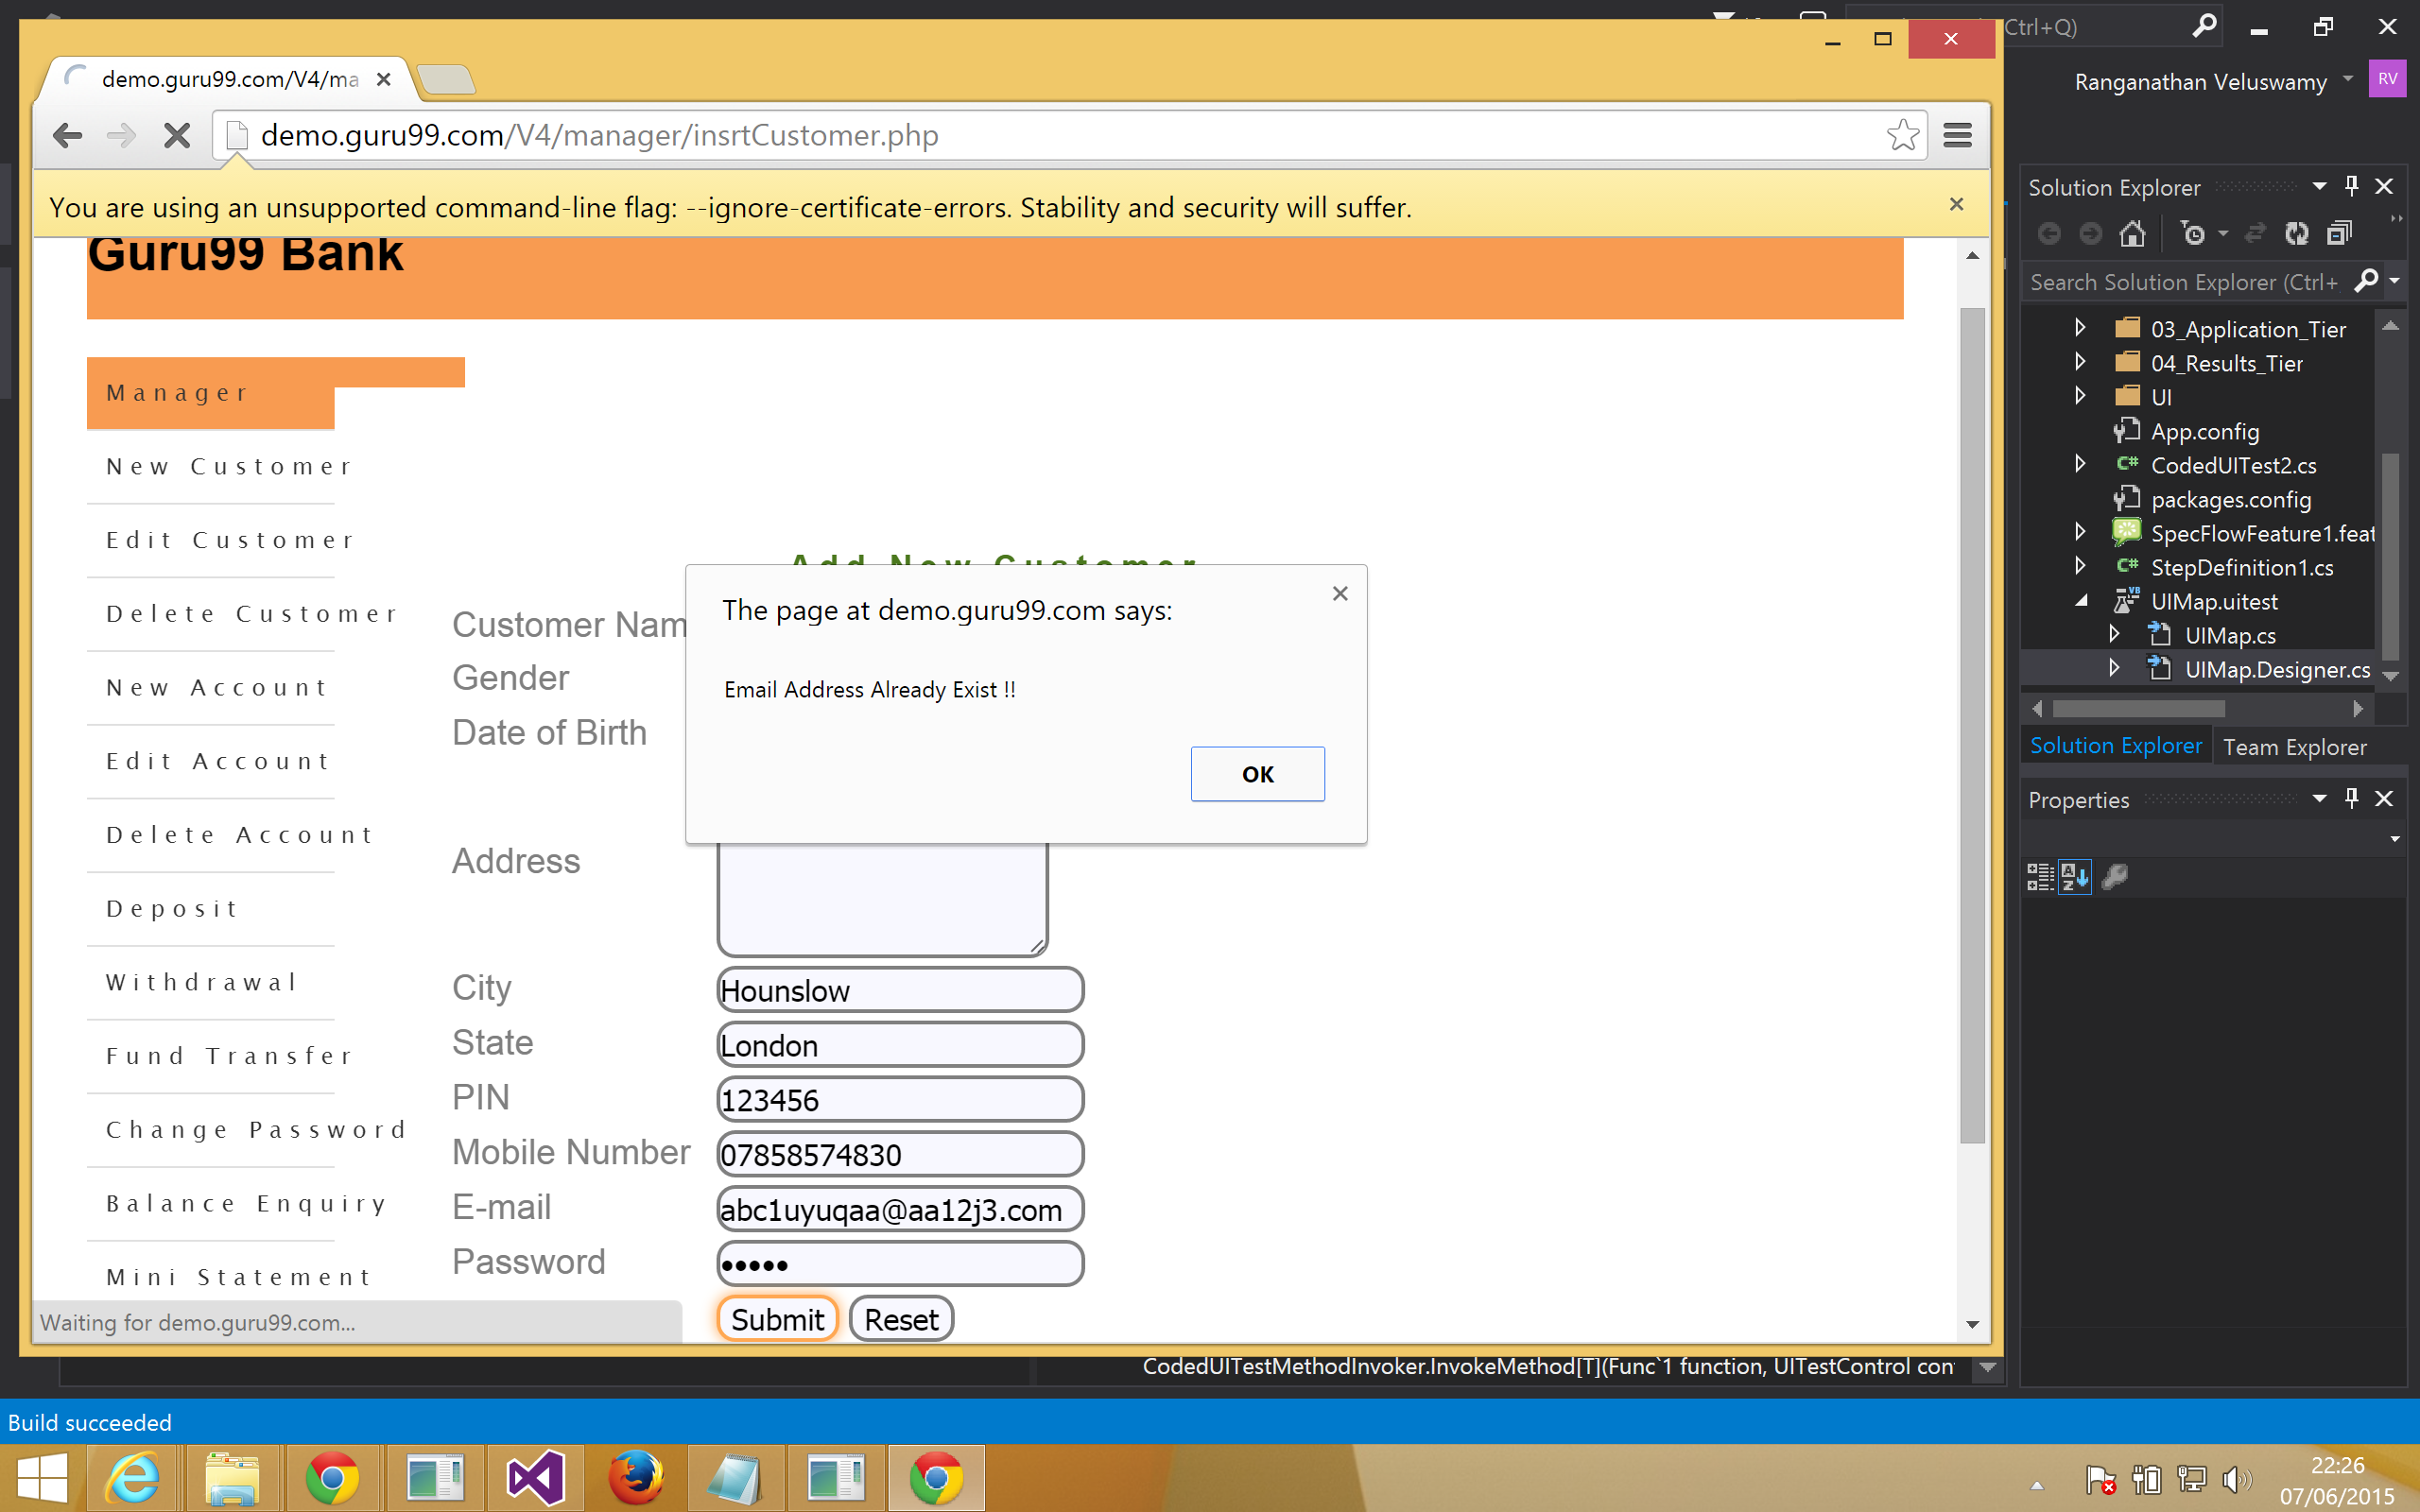 Ctrl+Q)
Ranganathan Veluswamy
RV
demo.guru99.com/V4/ma
demo.guru99.com/V4/manager/insrtCustomer.php
You are using an unsupported command-line flag: --ignore-certificate-errors. Stability and security will suffer.
Guru99 Bank
Manager
New Customer
Edit Customer
Delete Customer
New Account
Edit Account
Delete Account
Deposit
Withdrawal
Fund Transfer
Change Password
Balance Enquiry
Mini Statement
Add New Customer
Customer Nam
Gender
Date of Birth
Address
City
Hounslow
State
London
PIN
123456
Mobile Number
07858574830
E-mail
abc1uyuqaa@aa12j3.com
Password
•••••
Submit
Reset
The page at demo.guru99.com says:
Email Address Already Exist !!
OK
Waiting for demo.guru99.com...
Solution Explorer
Search Solution Explorer (Ctrl+
03_Application_Tier
04_Results_Tier
UI
App.config
C# CodedUITest2.cs
packages.config
SpecFlowFeature1.feat
C# StepDefinition1.cs
UIMap.uitest
UIMap.cs
UIMap.Designer.cs
Solution Explorer
Team Explorer
Properties
CodedUITestMethodInvoker.InvokeMethod[T](Func`1 function, UITestControl con
Build succeeded
22:26
07/06/2015